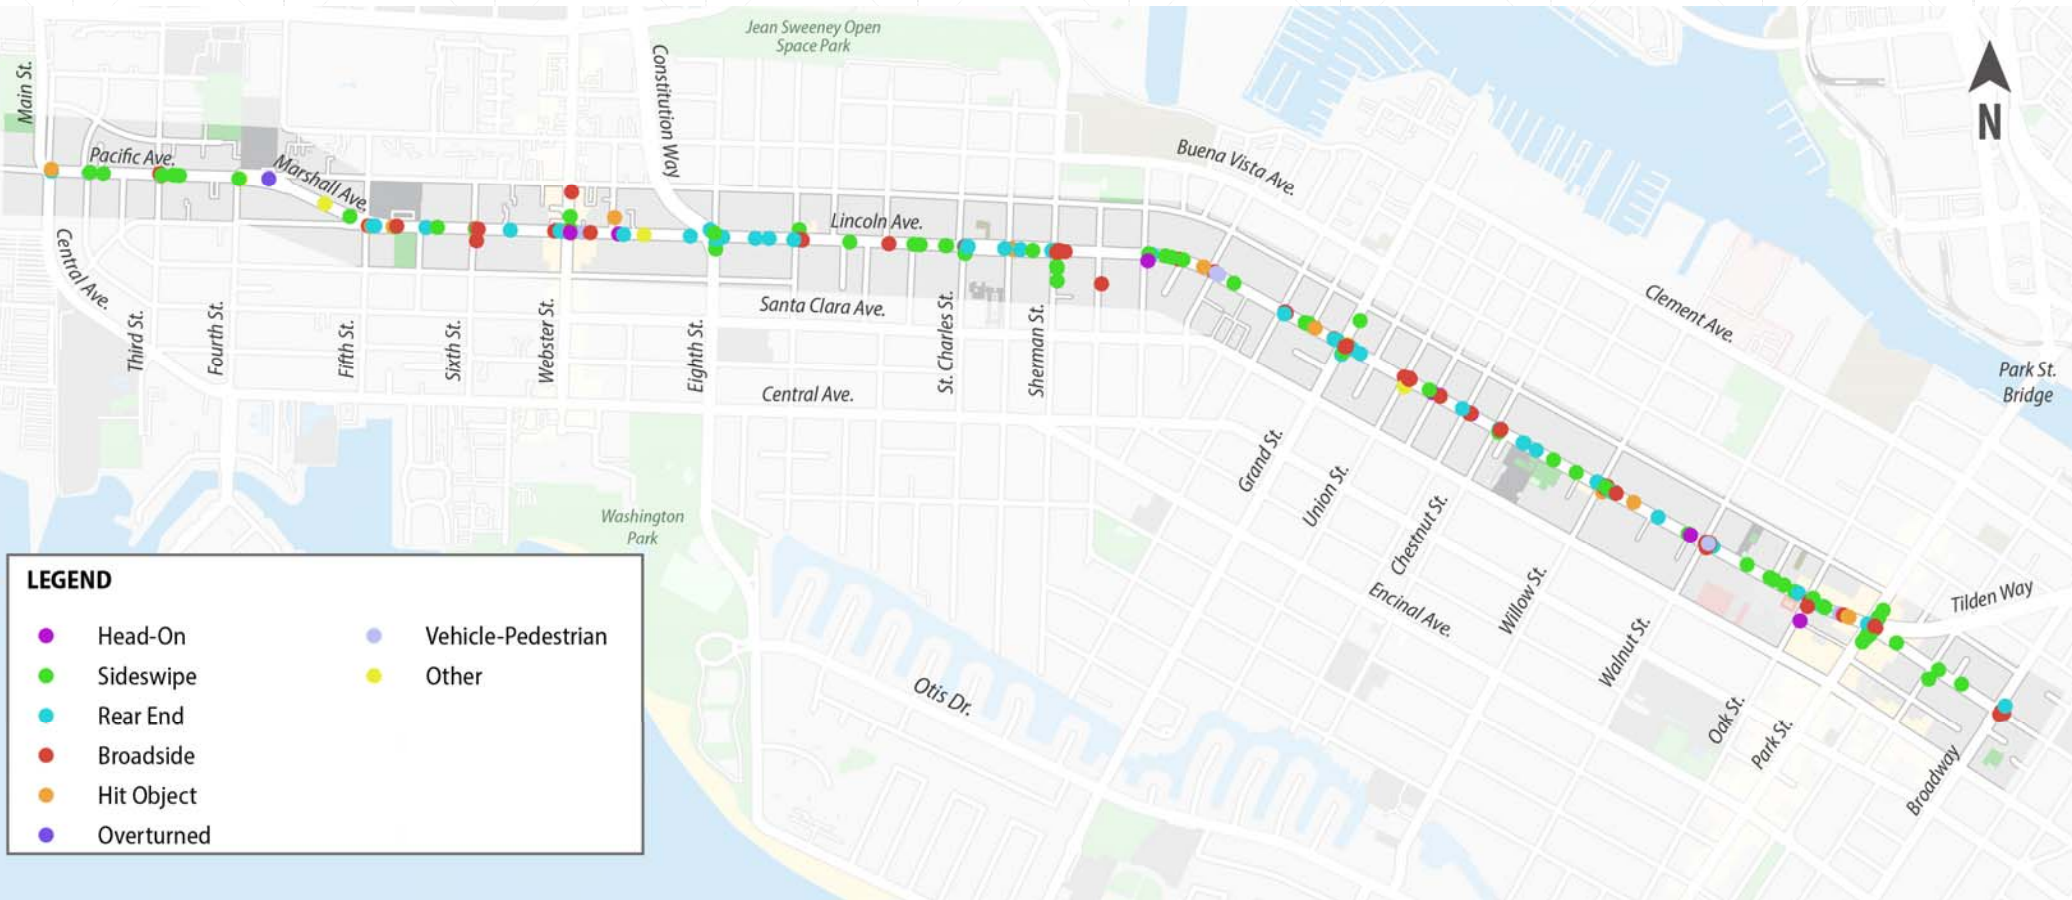 Jean Sweeney Open
Space Park
Main St.
Constitution Way
N
Pacific Ave.
Marshall Ave.
Buena Vista Ave.
Lincoln Ave.
Central Ave.
Santa Clara Ave.
Clement Ave.
Third St.
Fourth St.
Fifth St.
Sixth St.
Webster St.
Eighth St.
St. Charles St.
Sherman St.
Park St.
Bridge
Central Ave.
Grand St.
Union St.
Chestnut St.
Washington
Park
Encinal Ave.
Willow St.
Walnut St.
Tilden Way
Otis Dr.
Oak St.
Park St.
Broadway
LEGEND
Head-On
Sideswipe
Rear End
Broadside
Hit Object
Overturned
Vehicle-Pedestrian
Other